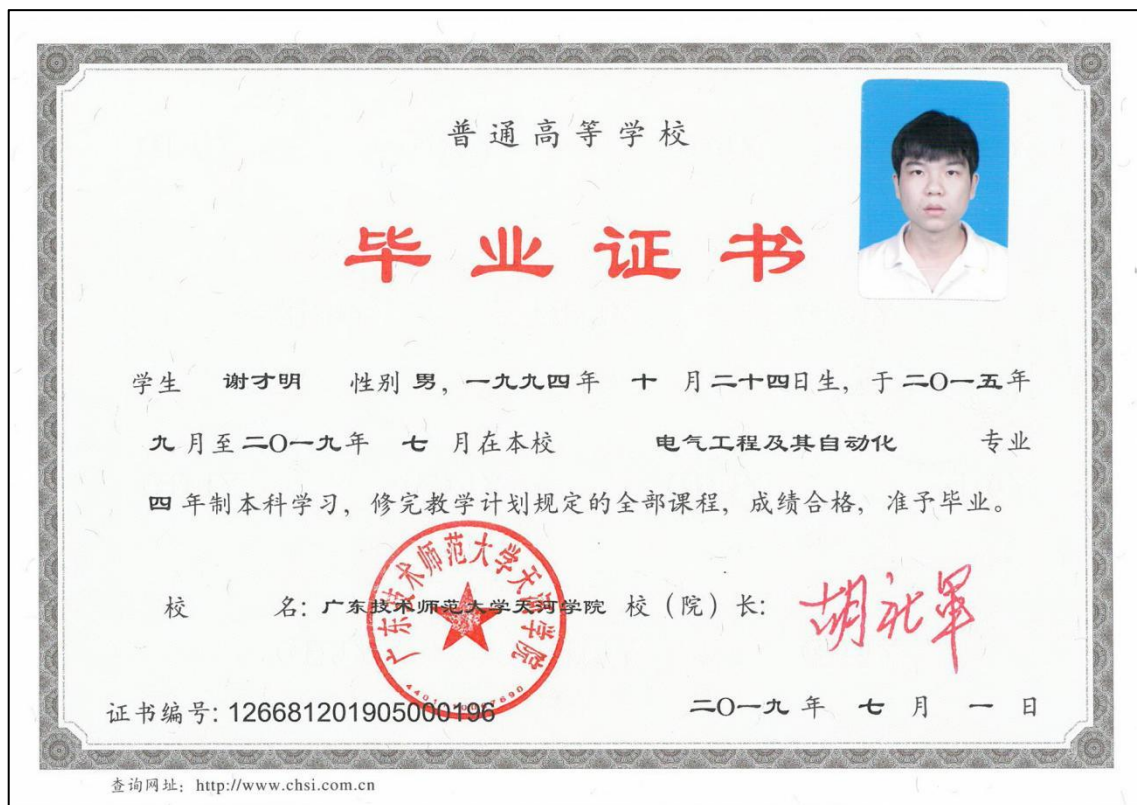 普通高等学校
毕业证书
学生 谢才明 性别 男，一九九四年 十 月二十四日生，于二〇一五年
九月至二〇一九年 七 月在本校 电气工程及其自动化 专业
四年制本科学习，修完教学计划规定的全部课程，成绩合格，准予毕业。
广东技术师范大学天河学院
校 名：广东技术师范大学天河学院 校（院）长：
证书编号：126681201905000196
二〇一九年 七 月 一 日
查询网址：http://www.chsi.com.cn